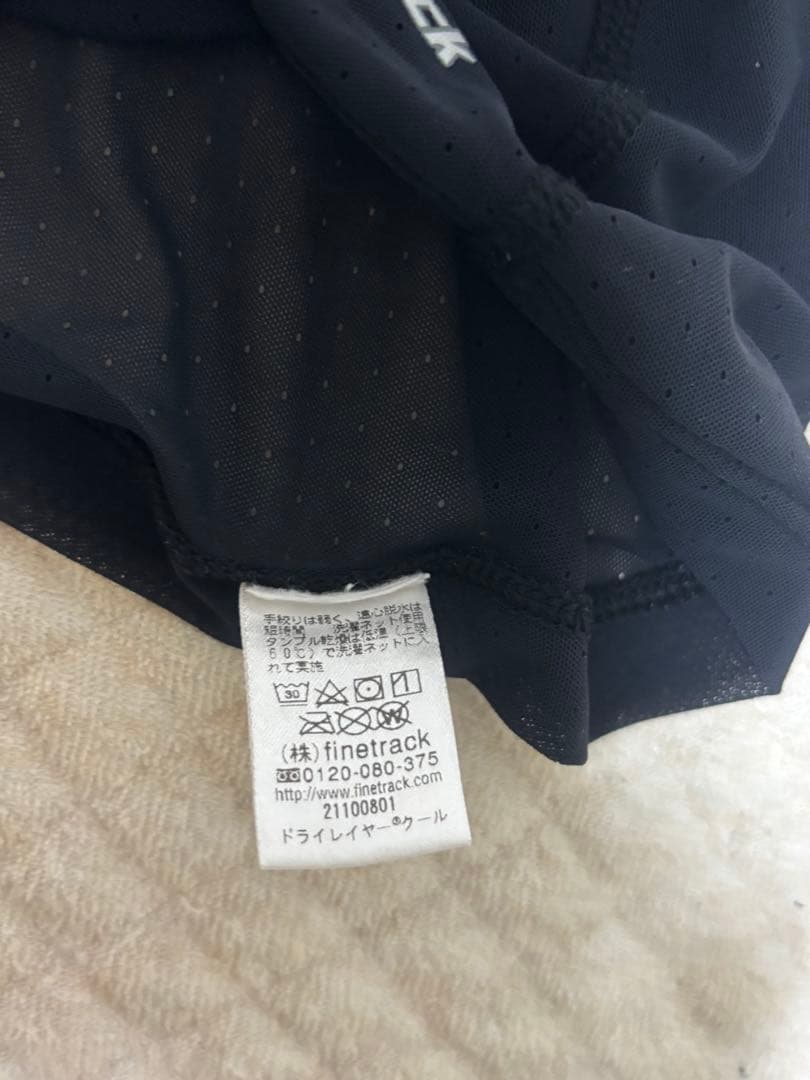 CK
手絞りは弱く、遠心脱水は
短時間 洗濯ネット使用
タンブル乾燥は低温(上限
60℃)で洗濯ネットに入
れて実施
30
W
(株)finetrack
0120-080-375
http://www.finetrack.com
21100801
ドライレイヤー®クール